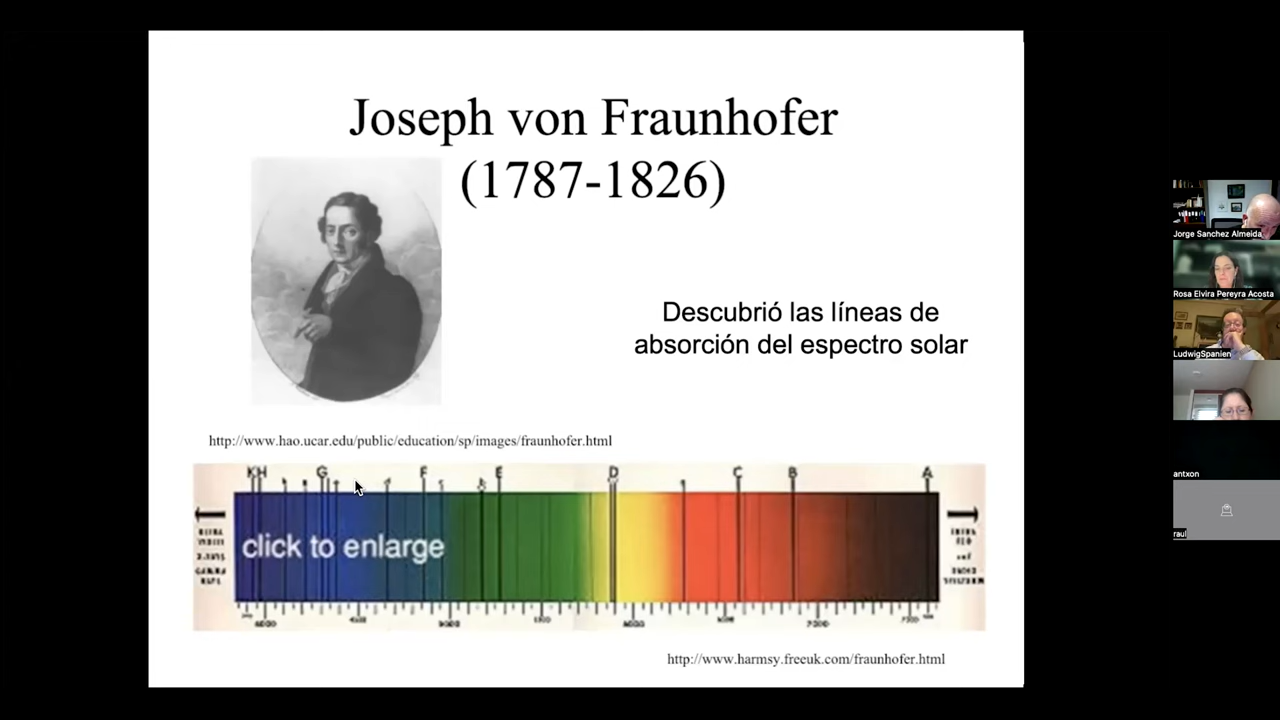 Joseph von Fraunhofer
(1787-1826)
Descubrió las líneas de
absorción del espectro solar
http://www.hao.ucar.edu/public/education/sp/images/fraunhofer.html
KH G F E D C B A
click to enlarge
http://www.harmsy.freeuk.com/fraunhofer.html
Jorge Sanchez Almeida
Rosa Elvira Pereyra Acosta
LudwigSpanien
antxon
raul